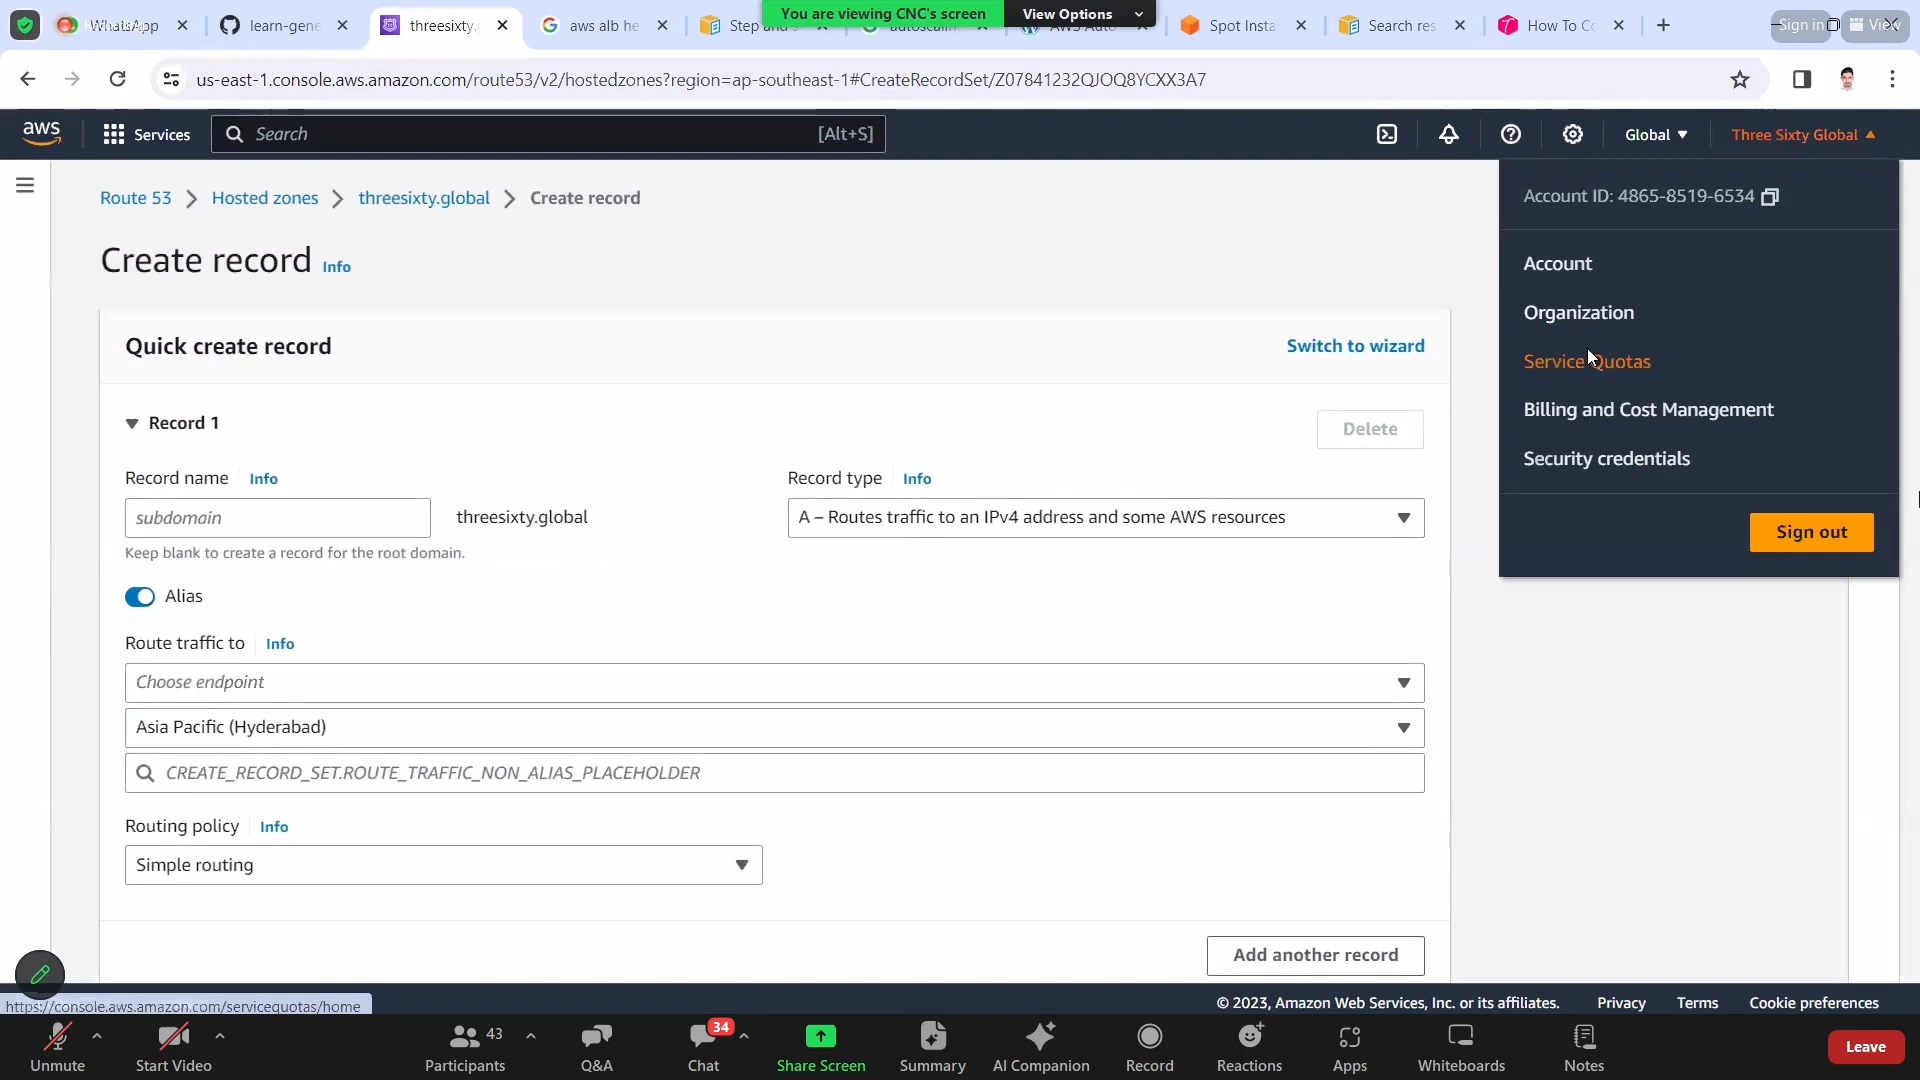 WhatsApp
learn-gene
threesixty.g
aws alb he
Step and s
You are viewing CNC's screen
View Options
autoscalin
AWS Auto
Spot Insta
Search res
How To Co
Sign in
View
us-east-1.console.aws.amazon.com/route53/v2/hostedzones?region=ap-southeast-1#CreateRecordSet/Z07841232QJOQ8YCXX3A7
aws
Services
Search
[Alt+S]
Global
Three Sixty Global
Route 53
Hosted zones
threesixty.global
Create record
Account ID: 4865-8519-6534
Account
Organization
Service Quotas
Billing and Cost Management
Security credentials
Sign out
Create record
Info
Quick create record
Switch to wizard
Record 1
Delete
Record name
Info
Record type
Info
subdomain
threesixty.global
A – Routes traffic to an IPv4 address and some AWS resources
Keep blank to create a record for the root domain.
Alias
Route traffic to
Info
Choose endpoint
Asia Pacific (Hyderabad)
CREATE_RECORD_SET.ROUTE_TRAFFIC_NON_ALIAS_PLACEHOLDER
Routing policy
Info
Simple routing
Add another record
https://console.aws.amazon.com/servicequotas/home
© 2023, Amazon Web Services, Inc. or its affiliates.
Privacy
Terms
Cookie preferences
Unmute
Start Video
43
Participants
Q&A
34
Chat
Share Screen
Summary
AI Companion
Record
Reactions
Apps
Whiteboards
Notes
Leave